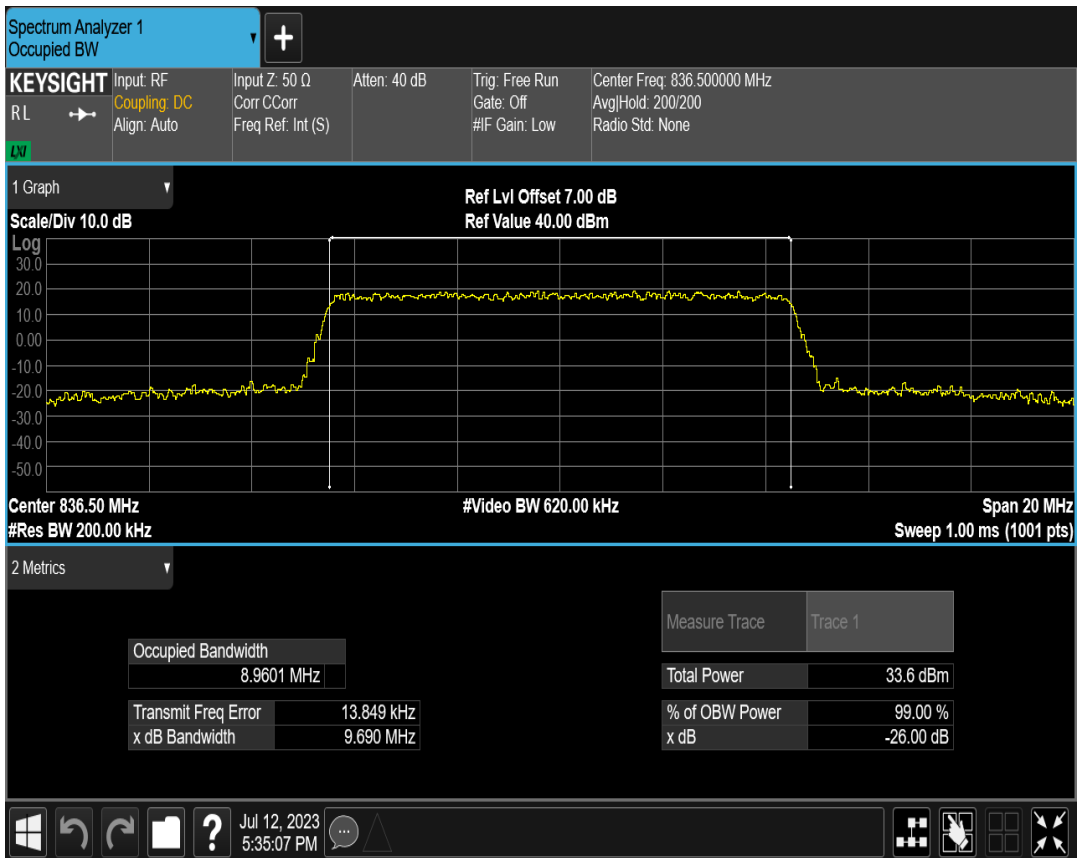 Spectrum Analyzer 1
Occupied BW
+
KEYSIGHT
RL
LXI
Input: RF
Coupling: DC
Align: Auto
Input Z: 50 Ω
Corr CCorr
Freq Ref: Int (S)
Atten: 40 dB
Trig: Free Run
Gate: Off
#IF Gain: Low
Center Freq: 836.500000 MHz
Avg|Hold: 200/200
Radio Std: None
1 Graph
Scale/Div 10.0 dB
Ref Lvl Offset 7.00 dB
Ref Value 40.00 dBm
Log
30.0
20.0
10.0
0.00
-10.0
-20.0
-30.0
-40.0
-50.0
Center 836.50 MHz
#Res BW 200.00 kHz
#Video BW 620.00 kHz
Span 20 MHz
Sweep 1.00 ms (1001 pts)
2 Metrics
Occupied Bandwidth
8.9601 MHz
Transmit Freq Error 13.849 kHz
x dB Bandwidth 9.690 MHz
Measure Trace Trace 1
Total Power 33.6 dBm
% of OBW Power 99.00 %
x dB -26.00 dB
?
Jul 12, 2023
5:35:07 PM